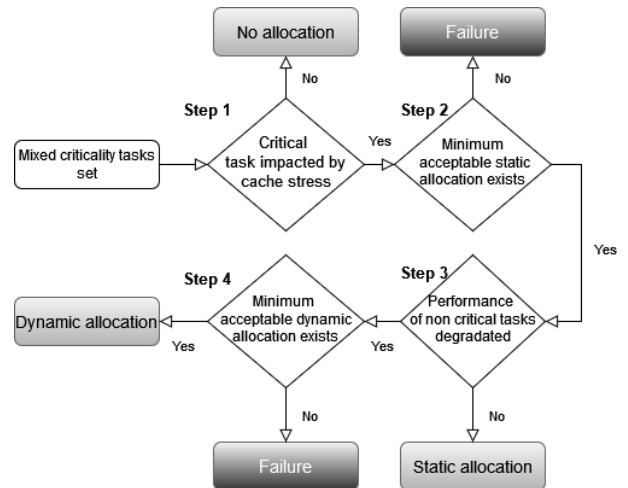 No allocation
Failure
No
No
Step 1
Step 2
Mixed criticality tasks
set
Critical
task impacted by
cache stress
Yes
Minimum
acceptable static
allocation exists
Yes
Step 4
Step 3
Dynamic allocation
Minimum
acceptable dynamic
allocation exists
Performance
of non critical tasks
degraded
Yes
Yes
No
No
Failure
Static allocation